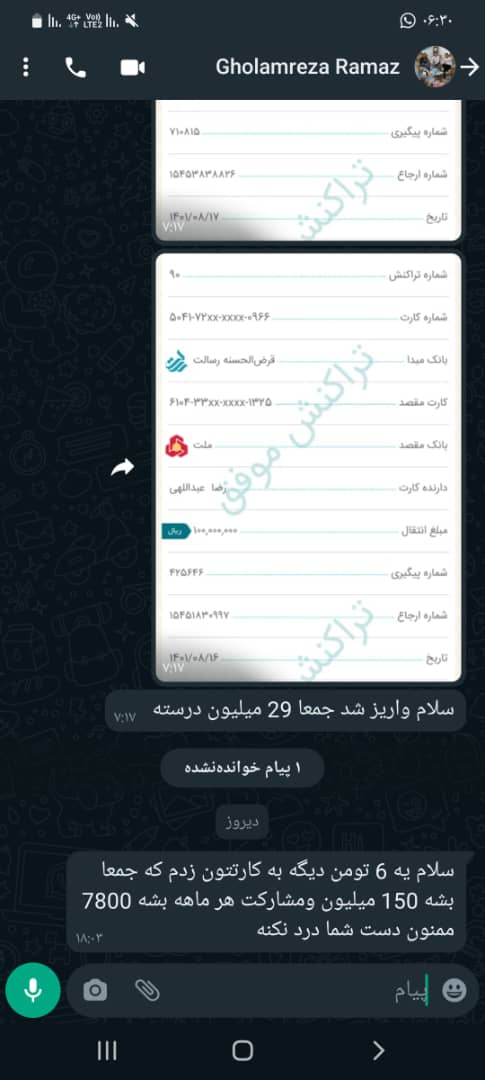 ۰۶:۳۰
Gholamreza Ramaz
شماره پیگیری ۷۱۰۸۱۵
شماره ارجاع ۱۵۴۵۳۸۳۸۸۲۶
تاریخ ۱۴۰۱/۰۸/۱۷
۷:۱۷
تراکنش
شماره تراکنش ۹۰
شماره کارت ۵۰۴۱-۷۲xx-xxxx-۰۹۶۶
بانک مبدا قرض‌الحسنه رسالت
کارت مقصد ۶۱۰۴-۳۳xx-xxxx-۱۳۲۵
بانک مقصد ملت
دارنده کارت رضا عبداللهی
مبلغ انتقال ۱۰۰,۰۰۰,۰۰۰ ریال
شماره پیگیری ۴۲۵۶۴۶
شماره ارجاع ۱۵۴۵۱۸۳۰۹۹۷
تاریخ ۱۴۰۱/۰۸/۱۶
۷:۱۷
تراکنش موفق
تراکنش
سلام واریز شد جمعا 29 میلیون درسته
۷:۱۷
۱ پیام خوانده‌نشده
دیروز
سلام یه 6 تومن دیگه به کارتتون زدم که جمعا
بشه 150 میلیون ومشارکت هر ماهه بشه 7800
ممنون دست شما درد نکنه
۱۸:۰۳
پیام